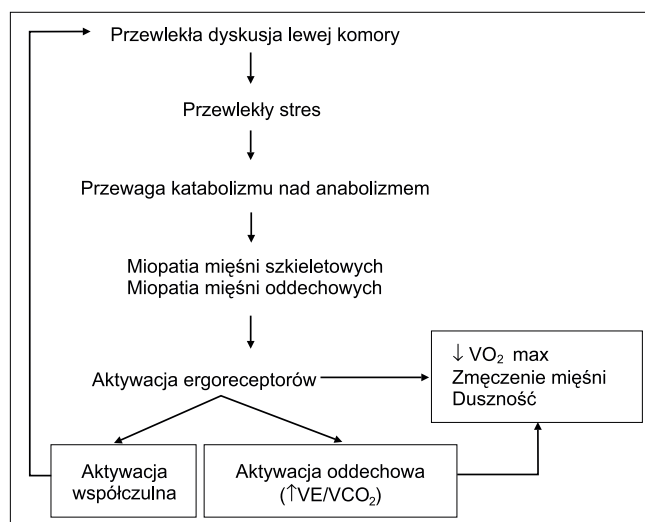 Przewlekła dyskusja lewej komory
Przewlekły stres
Przewaga katabolizmu nad anabolizmem
Miopatia mięśni szkieletowych
Miopatia mięśni oddechowych
Aktywacja ergoreceptorów
↓ VO₂ max
Zmęczenie mięśni
Duszność
Aktywacja
współczulna
Aktywacja oddechowa
(↑VE/VCO₂)